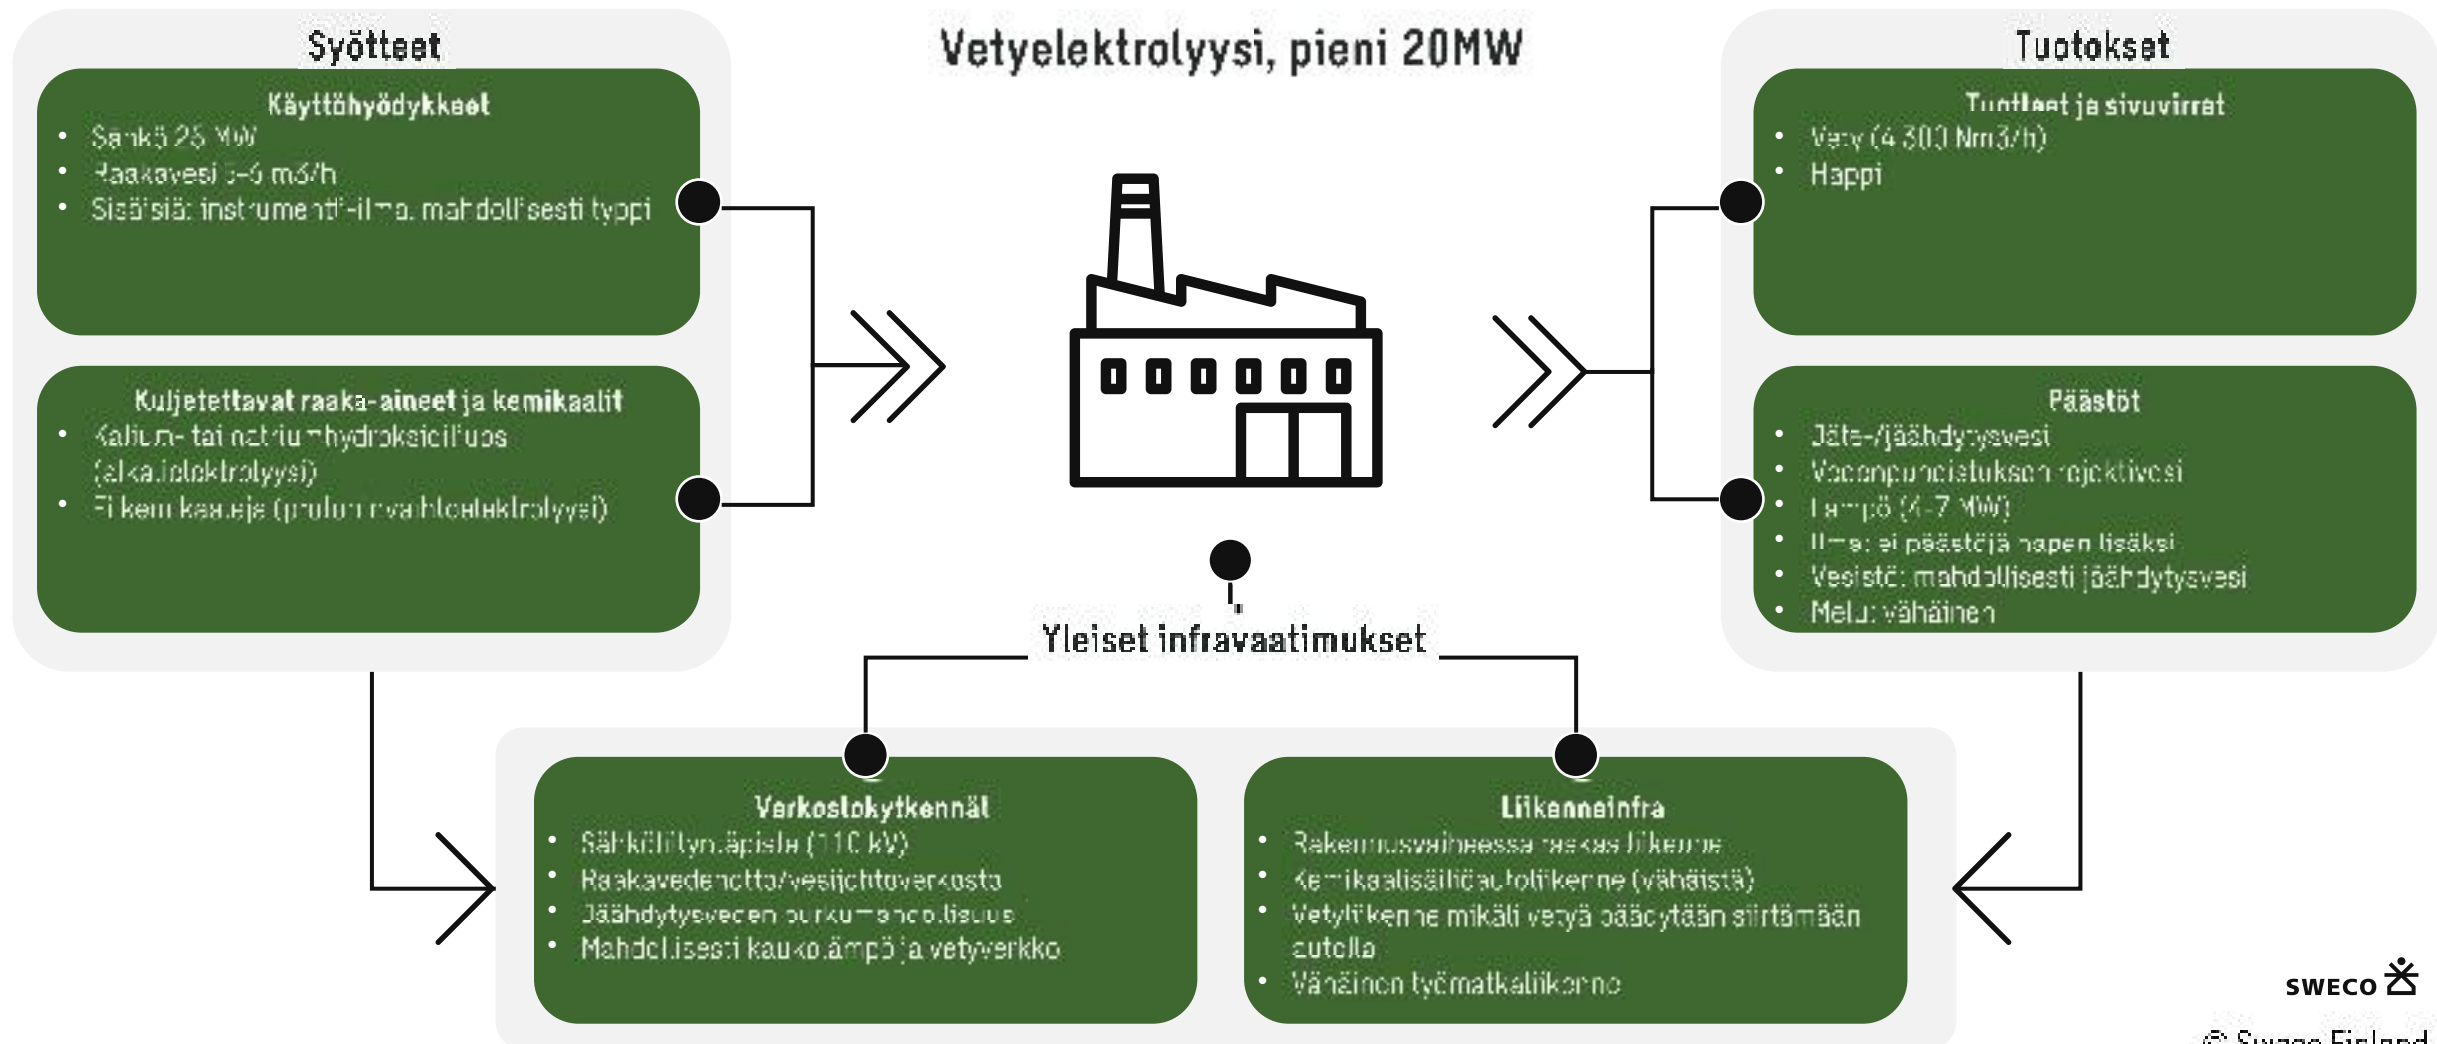 Vetyelektrolyysi, pieni 20MW
Syötteet
Käyttöhyödykkeet
• Sähkö 25 MW
• Raakavesi 5-6 m3/h
• Sisäisiä: instrumentti-ilma, mahdollisesti typpi
Kuljetettavat raaka-aineet ja kemikaalit
• Kalium- tai natriumhydroksidiliuos
(alkalielektrolyysi)
• Ei kemikaaleja (protoninvaihtoelektrolyysi)
Tuotokset
Tuotteet ja sivuvirrat
• Vety (4 300 Nm3/h)
• Happi
Päästöt
• Jäte-/jäähdytysvesi
• Vedenpuhdistuksen rejektivesi
• Lämpö (4-7 MW)
• Ilma: ei päästöjä hapen lisäksi
• Vesistö: mahdollisesti jäähdytysvesi
• Melu: vähäinen
Yleiset infravaatimukset
Verkostokytkennät
• Sähköliityntäpiste (110 kV)
• Raakavedenotto/vesijohtoverkosto
• Jäähdytysveden purkumahdollisuus
• Mahdollisesti kaukolämpö ja vetyverkko
Liikenneinfra
• Rakennusvaiheessa raskas liikenne
• Kemikaalisäiliöautoliikenne (vähäistä)
• Vetyliikenne mikäli vetyä päädytään siirtämään
autolla
• Vähäinen työmatkaliikenne
SWECO
© Sweco Finland